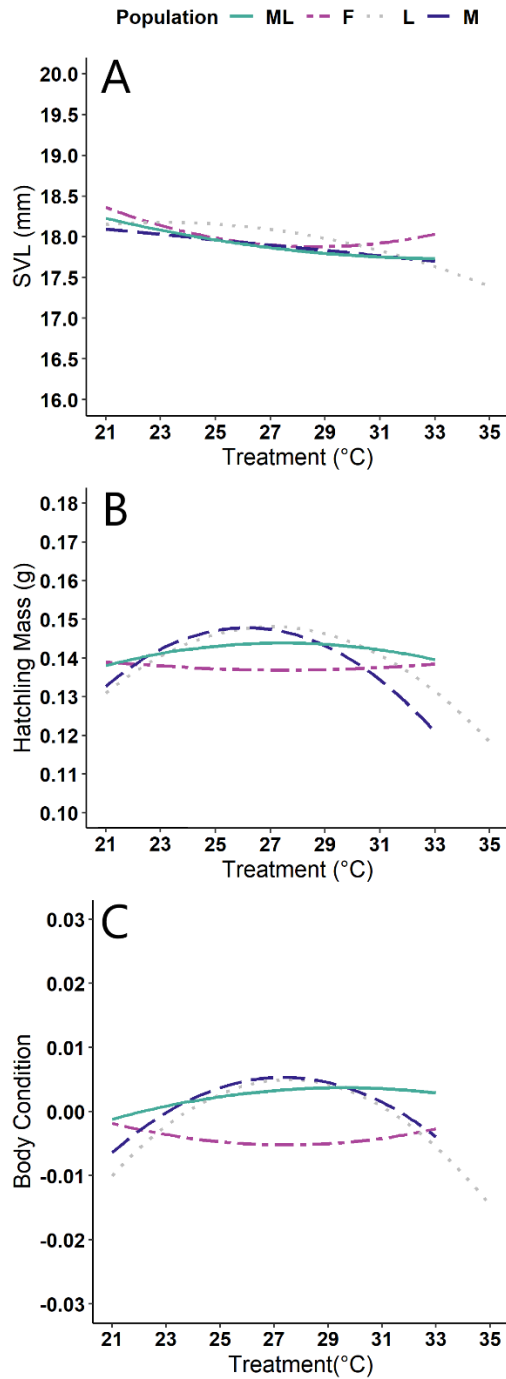 Population ML F L M
A
20.0
19.5
19.0
18.5
18.0
17.5
17.0
16.5
16.0
SVL (mm)
21 23 25 27 29 31 33 35
Treatment (°C)
B
0.18
0.17
0.16
0.15
0.14
0.13
0.12
0.11
0.10
Hatchling Mass (g)
21 23 25 27 29 31 33 35
Treatment (°C)
C
0.03
0.02
0.01
0.00
-0.01
-0.02
-0.03
Body Condition
21 23 25 27 29 31 33 35
Treatment(°C)